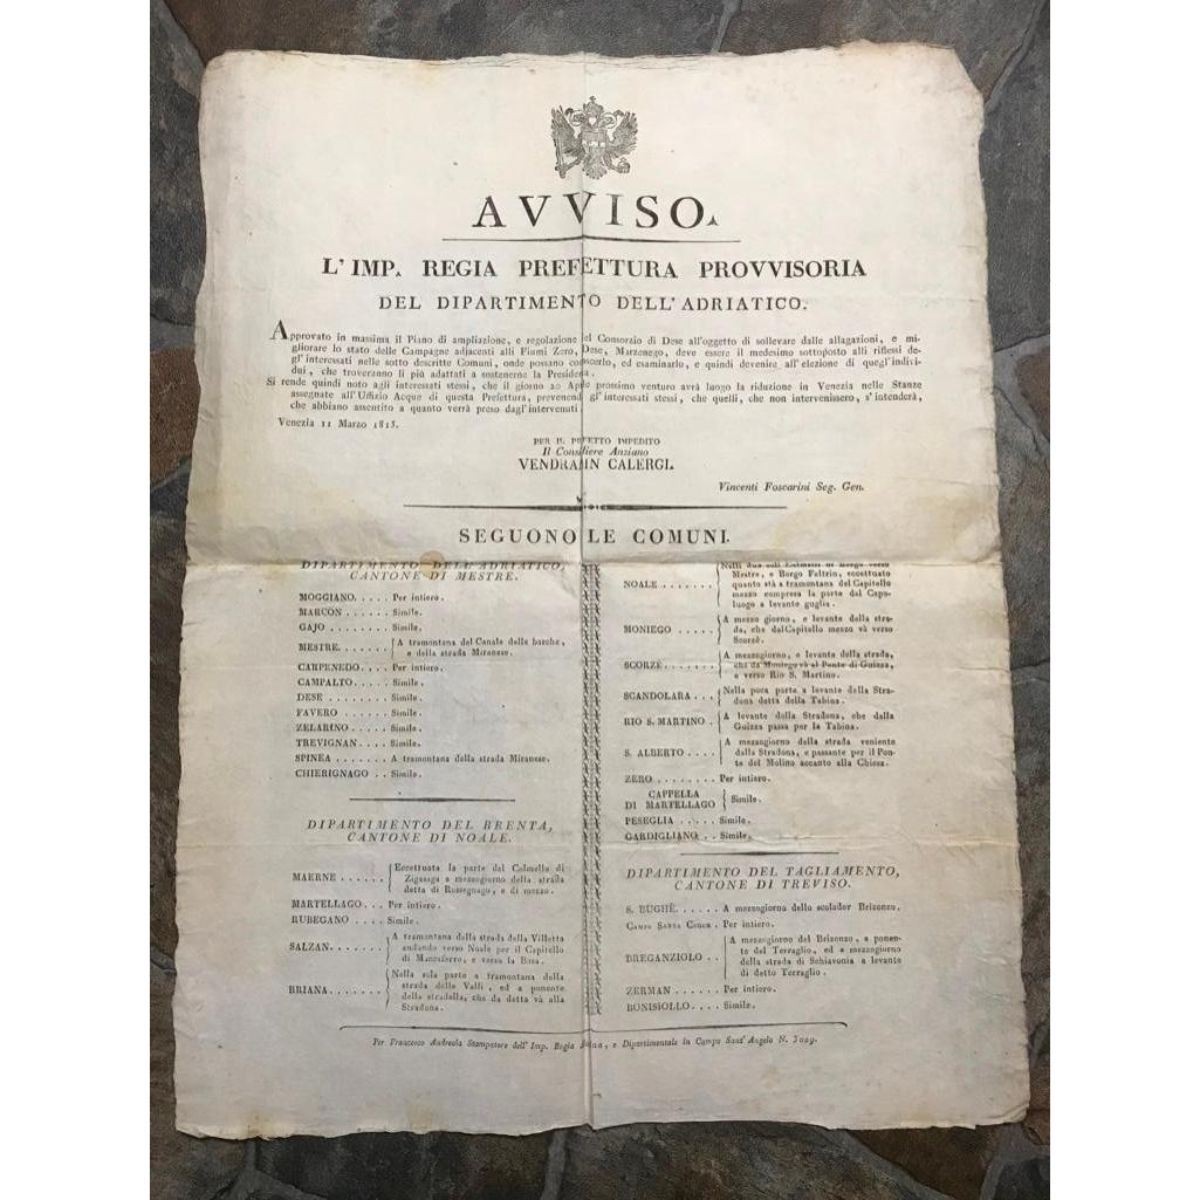 AVVISO.
L'IMP. REGIA PREFETTURA PROVVISORIA
DEL DIPARTIMENTO DELL'ADRIATICO.
Approvato in massima il Piano di ampliazione, e regolazione del Consorzio di Dese all'oggetto di sollevare dalle allagazioni, e mi-
gliorare lo stato delle Campagne adjacenti alli Fiumi Zero, Dese, Marzenego, deve essere il medesimo sottoposto alli riflessi de-
gl'interessati nelle sotto descritte Comuni, onde possano conoscerlo, ed esaminarlo, e quindi devenire all'elezione di quegl'indivi-
dui, che troveranno li più adattati a sostenerne la Presidenza.
Si rende quindi noto agli interessati stessi, che il giorno 20 Aprile prossimo venturo avrà luogo la riduzione in Venezia nelle Stanze
assegnate all'Uffizio Acque di questa Prefettura, prevenendo gl'interessati stessi, che quelli, che non intervenissero, s'intenderà,
che abbiano assentito a quanto verrà preso dagl'intervenuti.
Venezia 11 Marzo 1815.
PER IL PREFETTO IMPEDITO
Il Consigliere Anziano
VENDRAMIN CALERGI.
Vincenti Foscarini Seg. Gen.
SEGUONO LE COMUNI.
DIPARTIMENTO DELL'ADRIATICO,
CANTONE DI MESTRE.
MOGGIANO. .... Per intiero.
MARCON ...... Simile.
GAJO ........ Simile.
MESTRE. ...... A tramontana del Canale delle barche,
e della strada Miranese.
CARPENEDO. ... Per intiero.
CAMPALTO. .... Simile.
DESE ........ Simile.
FAVERO ...... Simile.
ZELARINO. .... Simile.
TREVIGNAN. ... Simile.
SPINEA ....... A tramontana della strada Miranese.
CHIERIGNAGO .. Simile.
DIPARTIMENTO DEL BRENTA,
CANTONE DI NOALE.
MAERNE ...... Eccettuata la parte dal Colmello di
Zigaraga a mezzogiorno della strada
detta di Rossegnago, e di mezzo.
MARTELLAGO. .. Per intiero.
RUBEGANO .... Simile.
SALZAN. ...... A tramontana della strada della Villetta
andando verso Noale per il Capitello
di e verso la
BRIANA. ...... Nella sola parte a tramontana della
strada delle Valli, ed a ponente
della stradella, che da detta và alla
Stradona.
NOALE ....... Nelli due soli Colmelli di Borgo verso
Mestre, e Borgo Feltrin, eccettuato
quanto stà a tramontana del Capitello
mezzo compresa la parte dal Capo-
luogo a levante
MONIEGO ..... A mezzo giorno, e levante della stra-
da, che dal Capitello mezzo và verso
Scorzè.
SCORZÈ. ...... A mezzogiorno, e levante della strada,
che da Moniego và al Ponte di Guizza,
e verso Rio S. Martino.
SCANDOLARA ... Nella poca parte a levante della Stra-
dona detta della Tabina.
RIO S. MARTINO . A levante della Stradona, che dalla
Guizza passa per la Tabina.
S. ALBERTO .... A mezzogiorno della strada veniente
dalla Stradona, e passante per il Pon-
te del Molino accanto alla Chiesa.
ZERO. ....... Per intiero.
CAPPELLA
DI MARTELLAGO Simile.
PESEGLIA ..... Simile.
GARDIGLIANO. .. Simile.
DIPARTIMENTO DEL TAGLIAMENTO,
CANTONE DI TREVISO.
S. BUGHÈ. ..... A mezzogiorno dello scolador Brizenzo.
CAMPO SANTA CROCE . Per intiero.
BREGANZIOLO .. A mezzogiorno del Brizenzo, a ponen-
te del Terraglio, ed a mezzogiorno
della strada di Schiavonia a levante
di detto Terraglio.
ZERMAN ...... Per intiero.
BONISIOLLO. ... Simile.
Per Francesco Andreola Stampatore dell'Imp. Regia e Dipartimentale in Campo Sant'Angelo N.